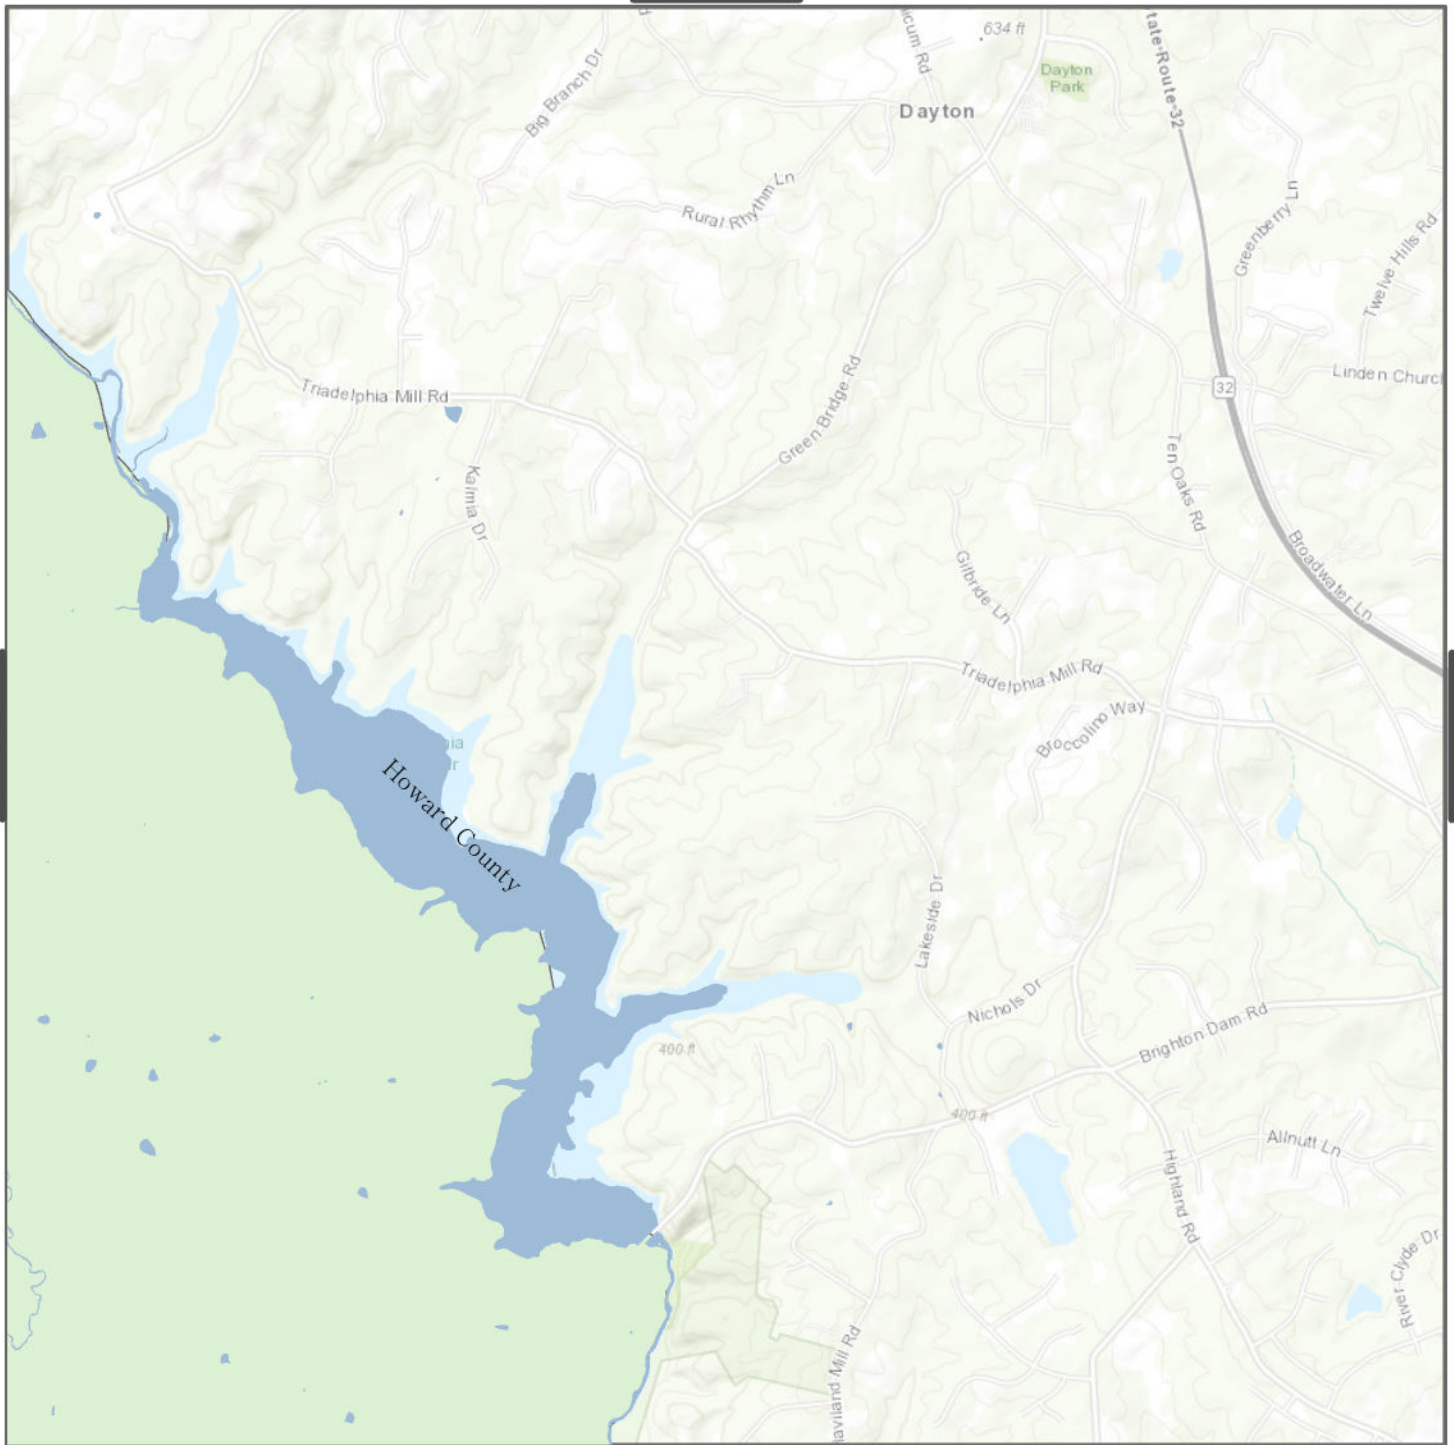 634 ft
State-Route-32
Dayton
Park
Big Branch Dr
Dayton
Rural Rhythm Ln
Greenberry Ln
Twelve Hills Rd
Linden Church
32
Triadelphia Mill Rd
Green Bridge Rd
Ten Oaks Rd
Kalmia Dr
Broadwater Ln
Gilbride Ln
Triadelphia Mill Rd
Broccolino Way
Howard County
Lakeside Dr
Nichols Dr
Brighton Dam Rd
400 ft
400 ft
Allnutt Ln
Highland Rd
River Clyde Dr
Mill Rd